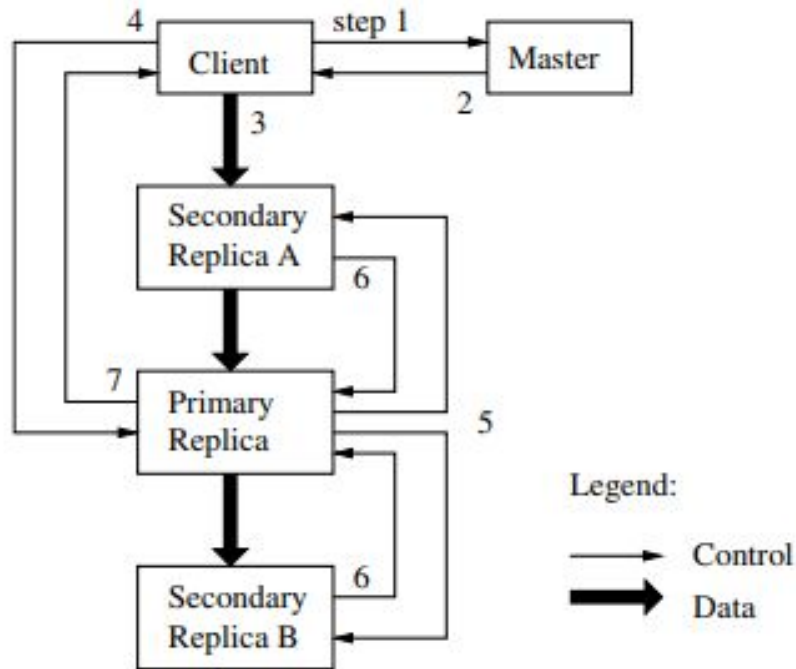 4
step 1
Client
Master
2
3
Secondary
Replica A
6
7
Primary
Replica
5
Legend:
Control
6
Secondary
Replica B
Data